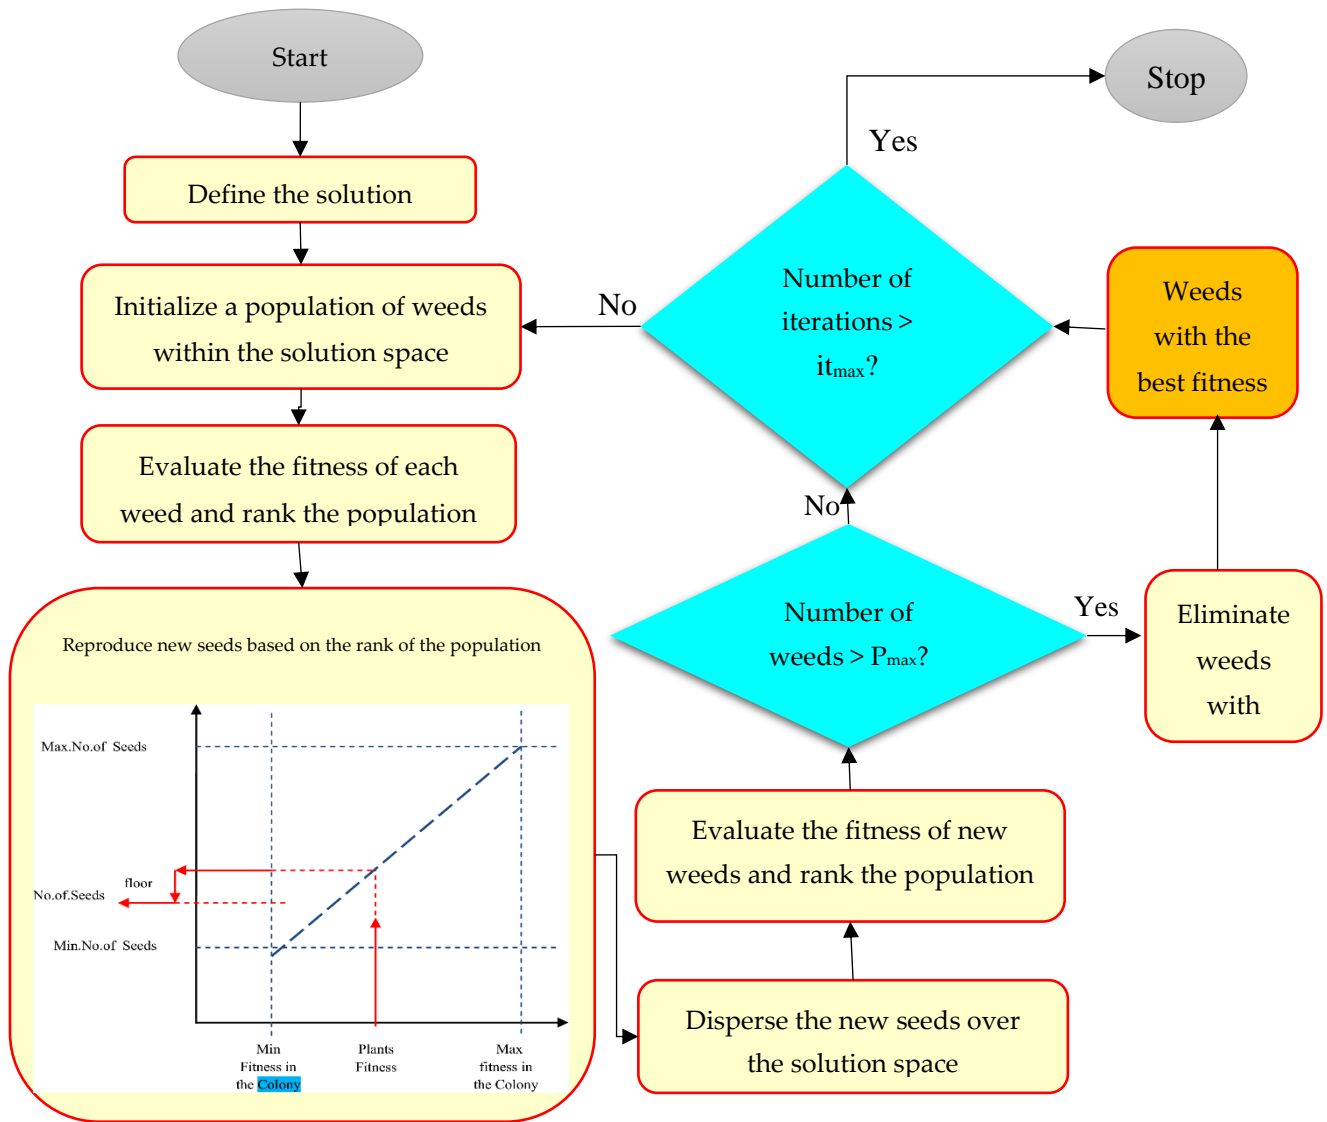 Start
Define the solution
Initialize a population of weeds
within the solution space
Evaluate the fitness of each
weed and rank the population
Reproduce new seeds based on the rank of the population
Max.No.of Seeds
floor
No.of.Seeds
Min.No.of Seeds
Min
Fitness in
the Colony
Plants
Fitness
Max
fitness in
the Colony
Disperse the new seeds over
the solution space
Evaluate the fitness of new
weeds and rank the population
Number of
weeds > Pmax?
Yes
No
Eliminate
weeds
with
Weeds
with the
best fitness
Number of
iterations >
itmax?
No
Yes
Stop